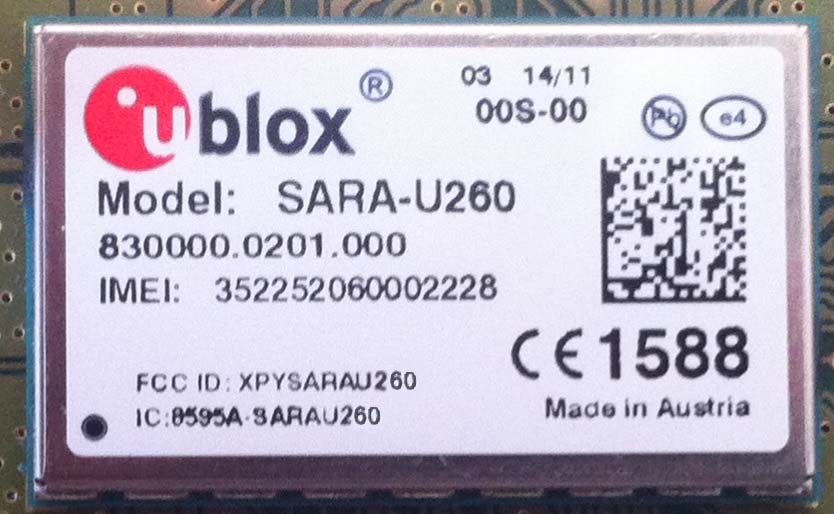 ublox ®
03 14/11
00S-00
Pb
e4
Model: SARA-U260
830000.0201.000
IMEI: 352252060002228
CE1588
FCC ID: XPYSARAU260
IC:8595A-SARAU260
Made in Austria